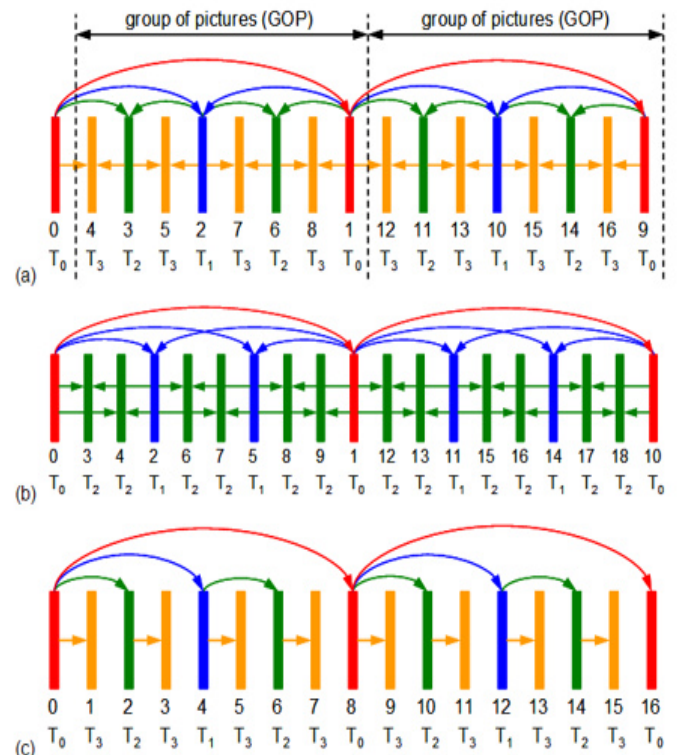 group of pictures (GOP) group of pictures (GOP)
0 4 3 5 2 7 6 8 1 12 11 13 10 15 14 16 9
(a) T₀ T₃ T₂ T₃ T₁ T₃ T₂ T₃ T₀ T₃ T₂ T₃ T₁ T₃ T₂ T₃ T₀
0 3 4 2 6 7 5 8 9 1 12 13 11 15 16 14 17 18 10
(b) T₀ T₂ T₂ T₁ T₂ T₂ T₁ T₂ T₂ T₀ T₂ T₂ T₁ T₂ T₂ T₁ T₂ T₂ T₀
0 1 2 3 4 5 6 7 8 9 10 11 12 13 14 15 16
(c) T₀ T₃ T₂ T₃ T₁ T₃ T₂ T₃ T₀ T₃ T₂ T₃ T₁ T₃ T₂ T₃ T₀